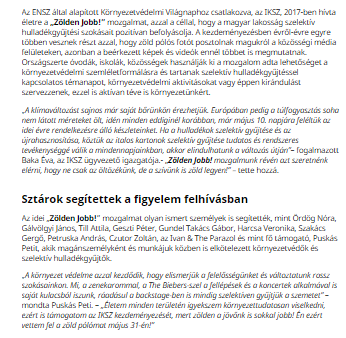 Az ENSZ által alapított Környezetvédelmi Világnaphoz csatlakozva, az IKSZ, 2017-ben hívta
életre a „Zölden Jobb!” mozgalmat, azzal a céllal, hogy a magyar lakosság szelektív
hulladékgyűjtési szokásait pozitívan befolyásolja. A kezdeményezésben évről-évre egyre
többen vesznek részt azzal, hogy zöld pólós fotót posztolnak magukról a közösségi média
felületeken, azonban a beérkezett képek és videók ennél többet is megmutatnak.
Országszerte óvodák, iskolák, közösségek használják ki a mozgalom adta lehetőséget a
környezetvédelmi szemléletformálásra és tartanak szelektív hulladékgyűjtéssel
kapcsolatos témanapot, környezetvédelmi aktivitásokat vagy éppen kirándulást
szervezzenek, ezzel is aktívan téve is környezetünkért.
„A klímaváltozást sajnos már saját bőrünkön érezhetjük. Európában pedig a túlfogyasztás soha
nem látott méreteket ölt, idén minden eddiginél korábban, már május 10. napjára feléltük az
idei évre rendelkezésre álló készleteinket. Ha a hulladékok szelektív gyűjtése és az
újrahasznosítása, köztük az italos kartonok szelektív gyűjtése tudatos és rendszeres
tevékenységgé válik a mindennapjainkban, akkor elindulhatunk a változás útján”– fogalmazott
Baka Éva, az IKSZ ügyvezető igazgatója.- „Zölden Jobb! mozgalmunk révén azt szeretnénk
elérni, hogy ne csak az öltözékünk, de a szívünk is zöld legyen!” – tette hozzá.
Sztárok segítettek a figyelem felhívásban
Az idei „Zölden Jobb!” mozgalmat olyan ismert személyek is segítették, mint Ördög Nóra,
Gálvölgyi János, Till Attila, Geszti Péter, Gundel Takács Gábor, Harcsa Veronika, Szakács
Gergő, Petruska András, Czutor Zoltán, az Ivan & The Parazol és mint fő támogató, Puskás
Petit, akik magánszemélyként és munkájuk közben is elkötelezett környezetvédők és
szelektív hulladékgyűjtők.
„A környezet védelme azzal kezdődik, hogy elismerjük a felelősségünket és változtatunk rossz
szokásainkon. Mi, a zenekarommal, a The Biebers-szel a fellépések és a koncertek alkalmával is
saját kulacsból iszunk, ráadásul a backstage-ben is mindig szelektíven gyűjtjük a szemetet” –
mondta Puskás Peti. – „Életem minden területén igyekszem környezettudatosan viselkedni,
ezért is támogatom az IKSZ kezdeményezését, mert zölden a jövőnk is sokkal jobb! Én ezért
vettem fel a zöld pólómat május 31-én!”